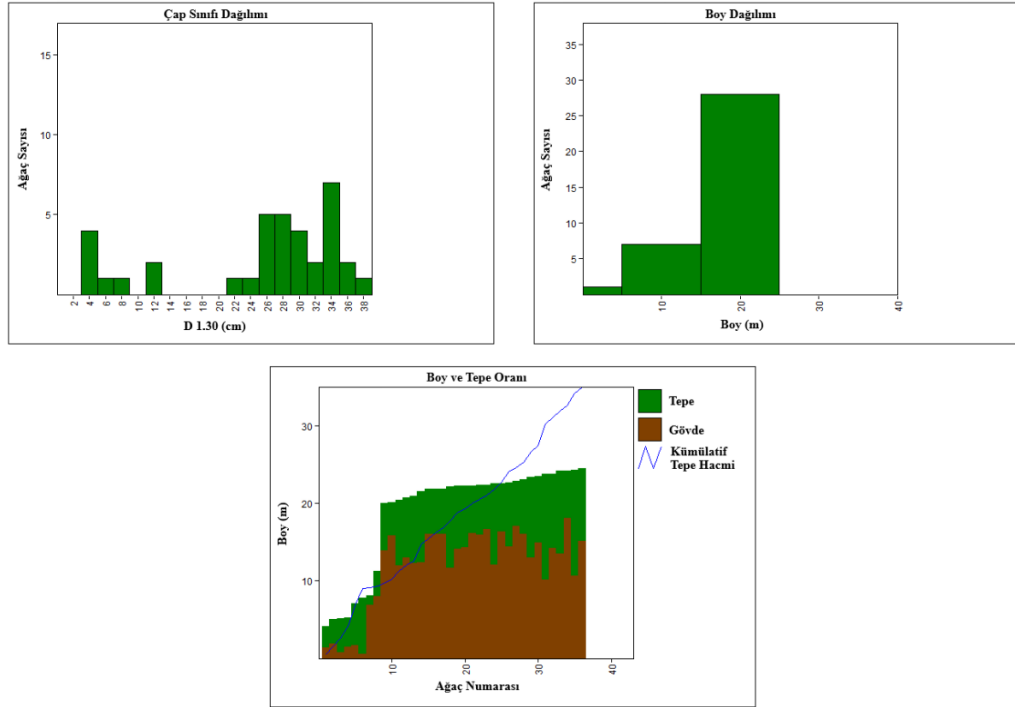 Çap Sınıfı Dağılımı
Ağaç Sayısı
15
10
5
2 4 6 8 10 12 14 16 18 20 22 24 26 28 30 32 34 36 38
D 1.30 (cm)
Boy Dağılımı
Ağaç Sayısı
35
30
25
20
15
10
5
10 20 30 40
Boy (m)
Boy ve Tepe Oranı
Boy (m)
30
20
10
10 20 30 40
Ağaç Numarası
Tepe
Gövde
Kümülatif
Tepe Hacmi